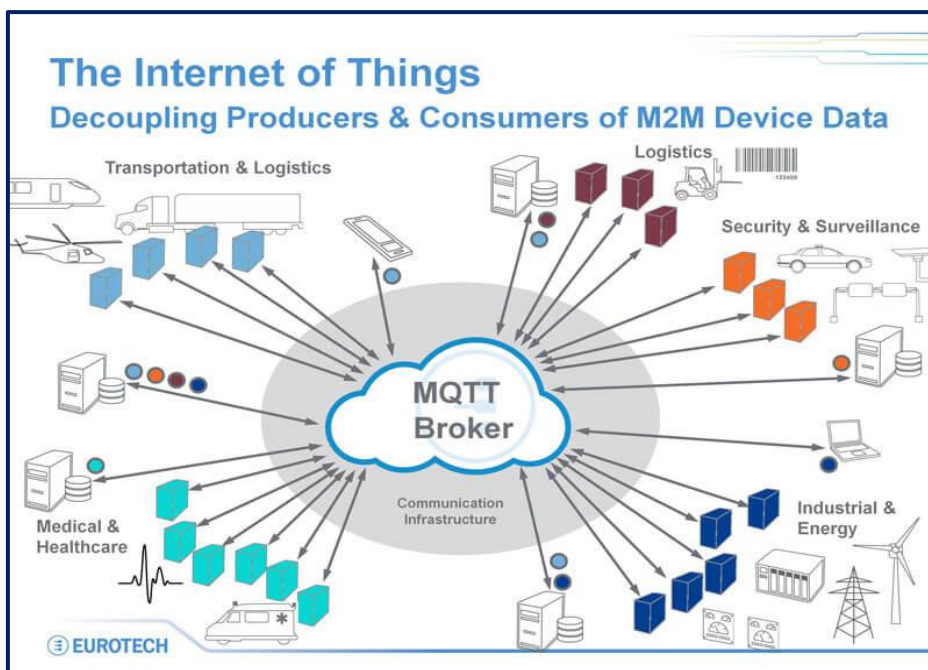 The Internet of Things
Decoupling Producers & Consumers of M2M Device Data
Transportation & Logistics
Logistics
123456
Security & Surveillance
MQTT
Broker
Communication
Infrastructure
Medical &
Healthcare
Industrial &
Energy
EUROTECH